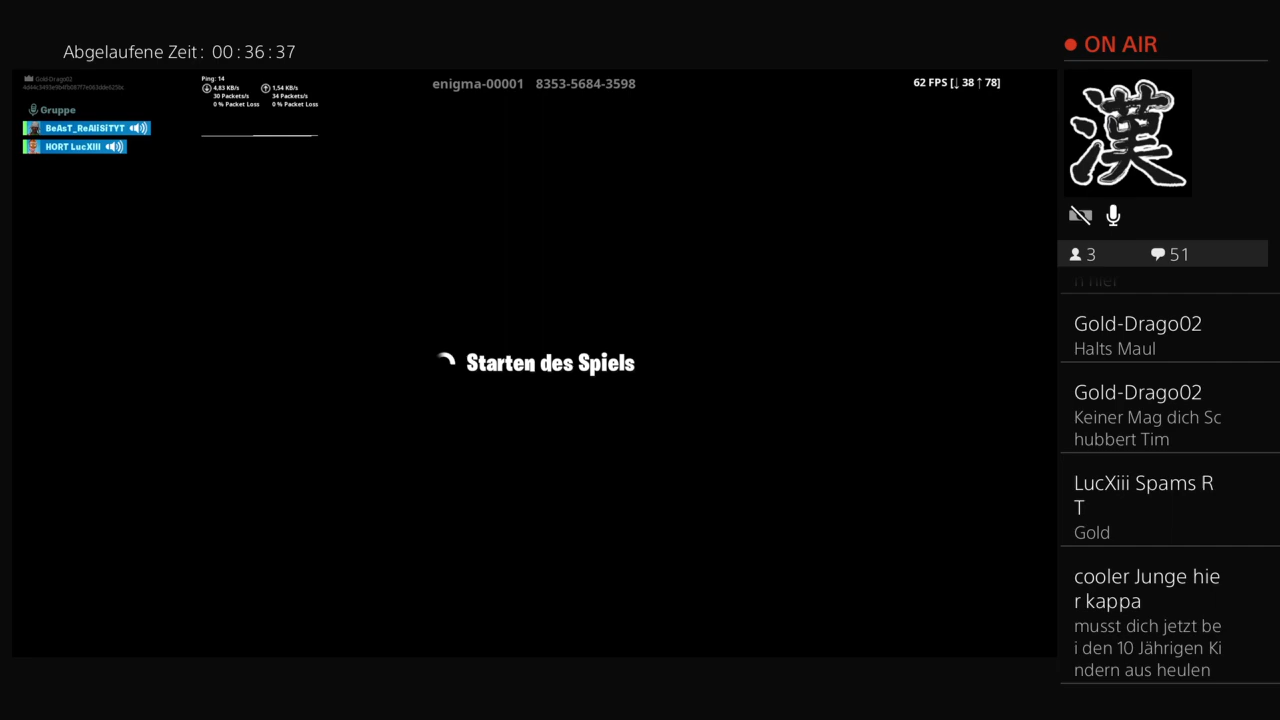 Abgelaufene Zeit: 00:36:37
ON AIR
Gold-Drago02
Ping: 14
4,83 KB/s 1,54 KB/s
30 Packets/s 34 Packets/s
0 % Packet Loss 0 % Packet Loss
enigma-00001 8353-5684-3598
62 FPS [↓ 38 ↑ 78]
Gruppe
BeAsT_ReAliSiTYT
HORT LucXIII
漢
3 51
n hier
Starten des Spiels
Gold-Drago02
Halts Maul
Gold-Drago02
Keiner Mag dich Sc
hubbert Tim
LucXiii Spams R
T
Gold
cooler Junge hie
r kappa
musst dich jetzt be
i den 10 Jährigen Ki
ndern aus heulen